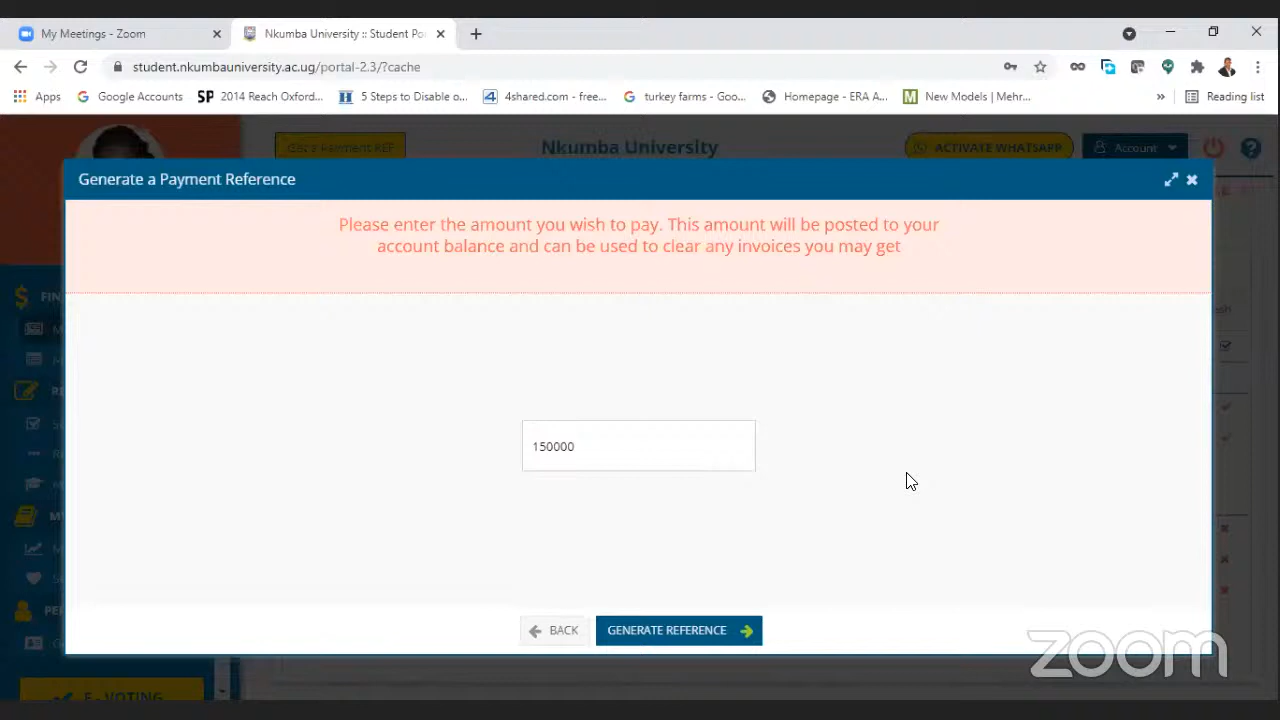 My Meetings - Zoom
Nkumba University :: Student Po
student.nkumbauniversity.ac.ug/portal-2.3/?cache
Apps
Google Accounts
2014 Reach Oxford...
5 Steps to Disable o...
4shared.com - free...
turkey farms - Goo...
Homepage - ERA A...
New Models | Mehr...
»
Reading list
Nkumba University
ACTIVATE WHATSAPP
Account
Generate a Payment Reference
Please enter the amount you wish to pay. This amount will be posted to your
account balance and can be used to clear any invoices you may get
150000
BACK
GENERATE REFERENCE
E - VOTING
zoom